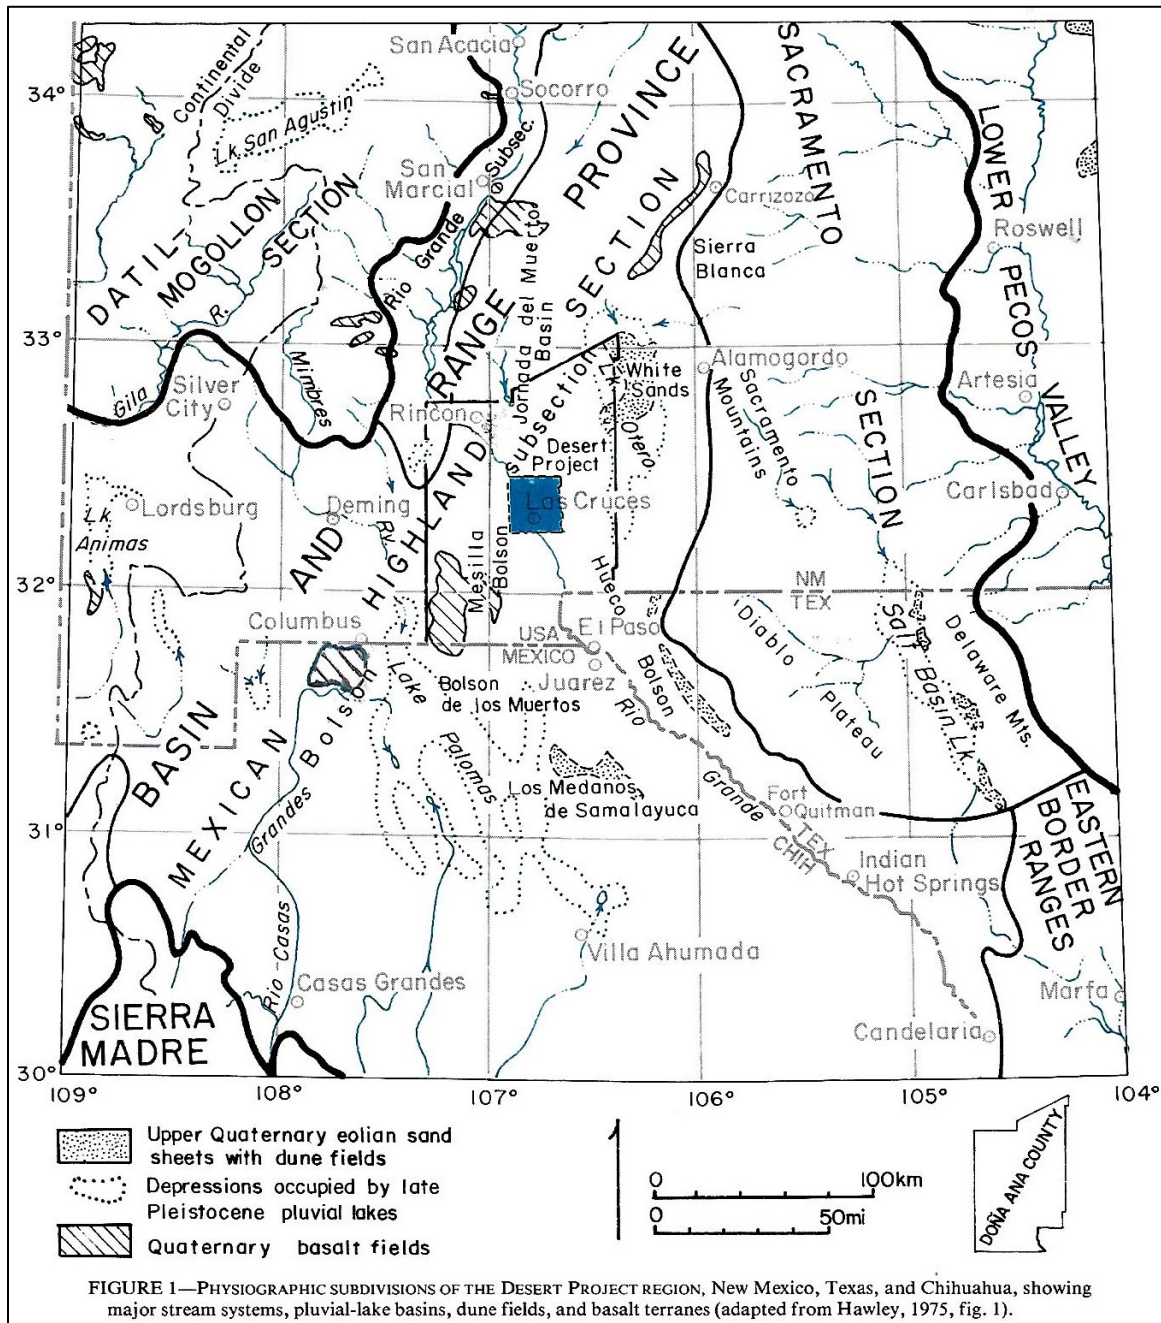 San Acacia
Socorro
34°
Continental
Divide
Lk. San Agustin
Subsec.
San
Marcial
PROVINCE
SECTION
SACRAMENTO
SECTION
LOWER
PECOS
VALLEY
Carrizozo
Sierra
Blanca
Roswell
DATIL-
MOGOLLON
SECTION
Rio
Grande
Jornada del Muerto
Basin
33°
Gila
R.
Silver
City
Mimbres
RANGE
Rincon
Subsection
White
Sands
Lk.
Otero
Alamogordo
Sacramento
Mountains
Artesia
Desert
Project
Las Cruces
Carlsbad
Lordsburg
Lk
Animas
Deming
Rv.
AND
HIGHLAND
Mesilla
Bolson
Hueco
32°
NM
TEX
Columbus
USA
MEXICO
El Paso
Juarez
Bolson
Diablo
Plateau
Salt
Basin Lk.
Delaware Mts.
BASIN
MEXICAN
Bolson
Lake
Palomas
Bolson
de los Muertos
Rio
Grande
Los Medanos
de Samalayuca
31°
Grandes
Fort
Quitman
TEX
CHIH
Indian
Hot Springs
EASTERN
BORDER
RANGES
Villa Ahumada
Rio-Casas
Casas Grandes
Marfa
Candelaria
SIERRA
MADRE
30°
109°
108°
107°
106°
105°
104°
Upper Quaternary eolian sand
sheets with dune fields
Depressions occupied by late
Pleistocene pluvial lakes
Quaternary basalt fields
0 100km
0 50mi
DOÑA ANA COUNTY
FIGURE 1—PHYSIOGRAPHIC SUBDIVISIONS OF THE DESERT PROJECT REGION, New Mexico, Texas, and Chihuahua, showing
major stream systems, pluvial-lake basins, dune fields, and basalt terranes (adapted from Hawley, 1975, fig. 1).